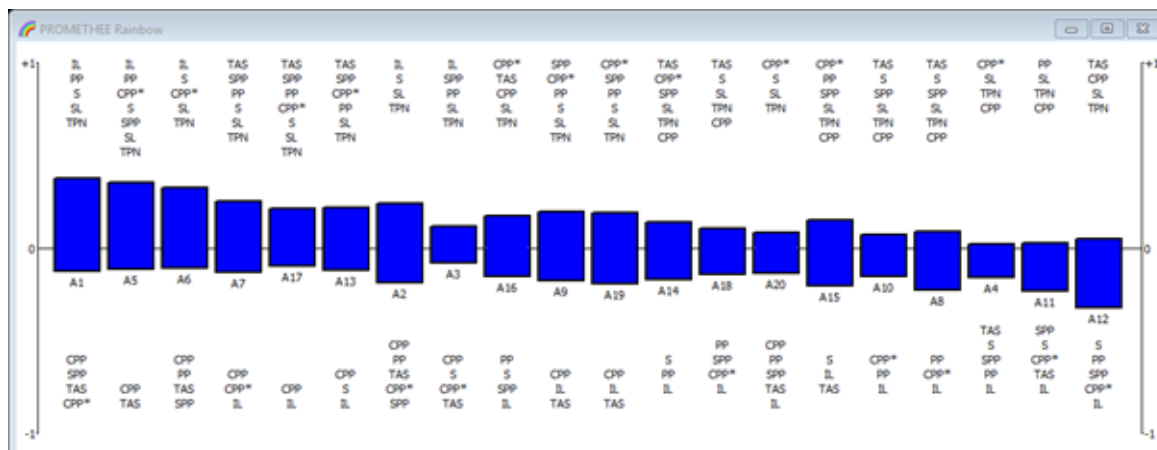 PROMETHEE Rainbow
+1 IL IL IL TAS TAS TAS IL IL CPP* SPP CPP* TAS TAS CPP* CPP* TAS TAS CPP* PP TAS +1
PP PP S SPP SPP SPP S SPP TAS CPP* SPP CPP* S S PP S SPP SL SL CPP
S CPP* CPP* PP PP CPP* SL PP CPP PP PP SPP SL SL SPP SPP S TPN TPN SL
SL S SL S CPP* PP TPN SL SL S S SL TPN TPN SL SL SL CPP CPP TPN
TPN SPP TPN SL S SL TPN TPN SL SL TPN CPP TPN TPN TPN
SL TPN SL TPN TPN TPN CPP CPP CPP CPP
TPN TPN
0 0
A1 A5 A6 A7 A17 A13 A2 A3 A16 A9 A19 A14 A18 A20 A15 A10 A8 A4 A11 A12
TAS SPP
CPP PP CPP S S S
CPP CPP PP CPP PP S PP SPP CPP* PP SPP CPP* PP
SPP PP CPP CPP TAS S S CPP CPP S SPP TAS IL PP CPP* PP TAS SPP
TAS CPP TAS CPP* CPP S CPP* CPP* SPP IL IL PP CPP* TAS TAS IL IL IL IL CPP*
CPP* TAS SPP IL IL IL SPP TAS IL TAS TAS IL IL IL IL
-1 -1